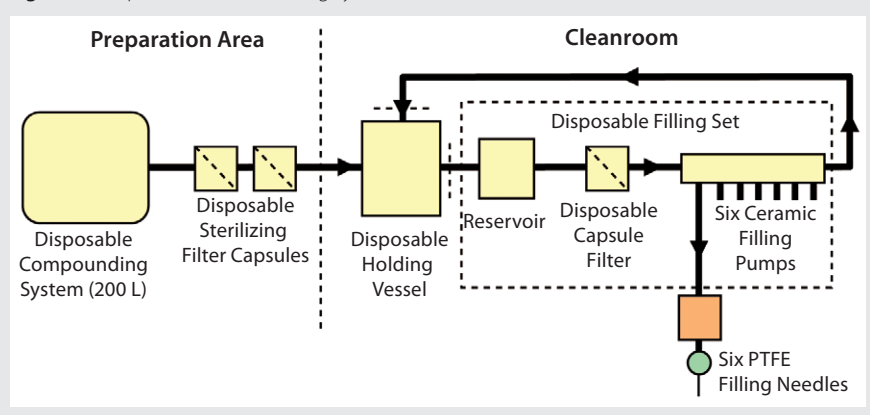 Preparation Area
Cleanroom
Disposable Filling Set
Disposable
Compounding
System (200 L)
Disposable
Sterilizing
Filter Capsules
Disposable
Holding
Vessel
Reservoir
Disposable
Capsule
Filter
Six Ceramic
Filling
Pumps
Six PTFE
Filling Needles